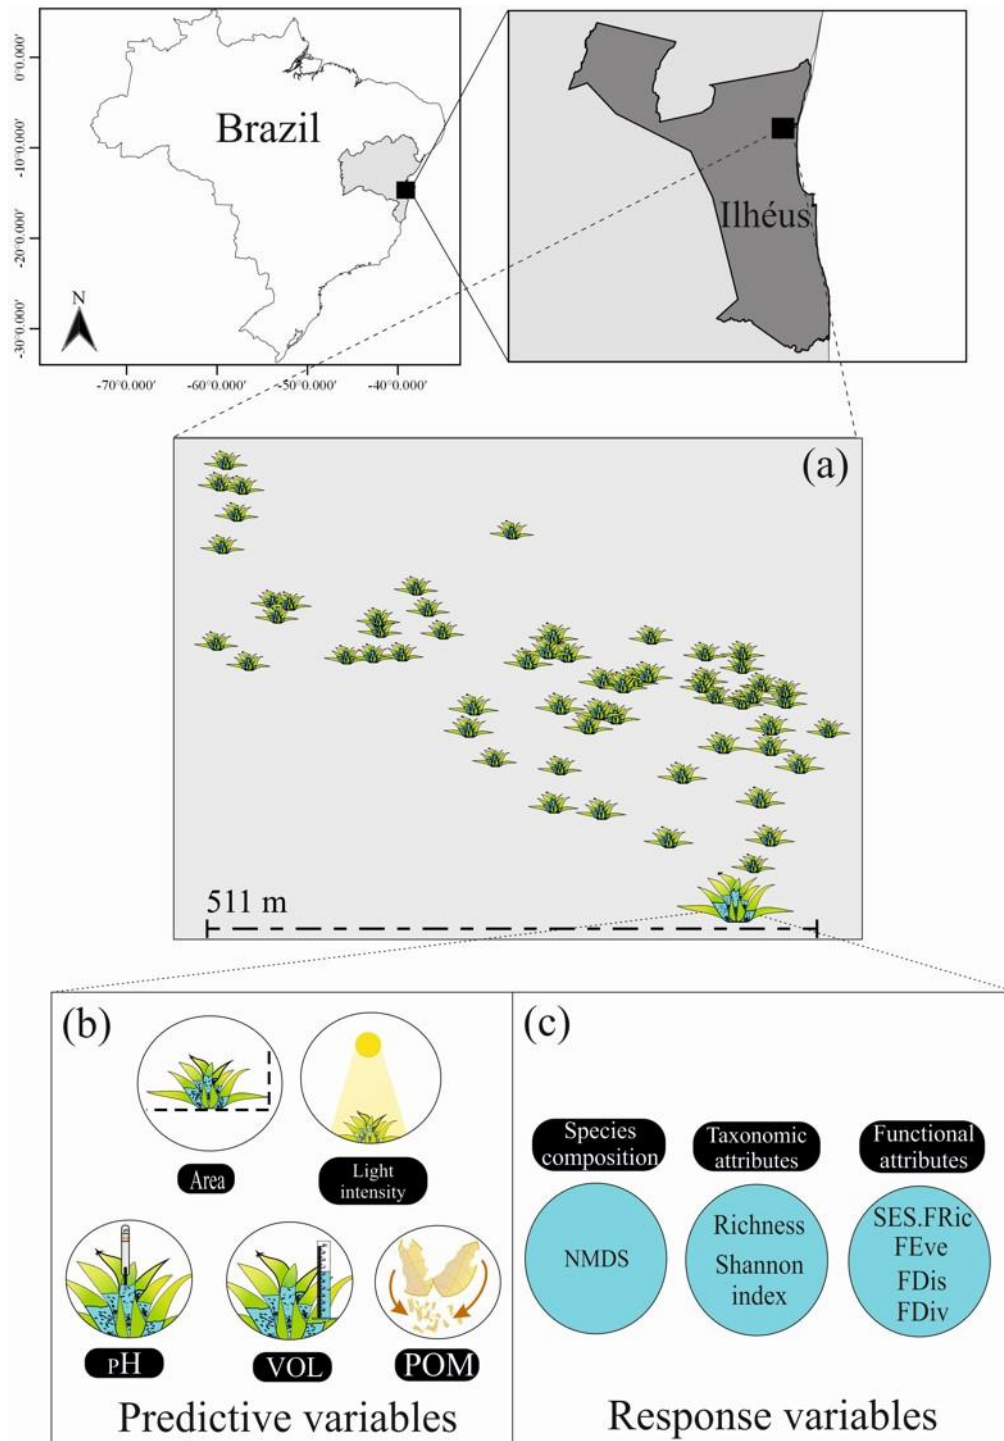 0°0.000'
-10°0.000'
-20°0.000'
-30°0.000'
Brazil
N
-70°0.000'
-60°0.000'
-50°0.000'
-40°0.000'
Ilhéus
(a)
511 m
(b)
Area
Light
intensity
pH
VOL
POM
Predictive variables
(c)
Species
composition
Taxonomic
attributes
Functional
attributes
NMDS
Richness
Shannon
index
SES.FRic
FEve
FDis
FDiv
Response variables